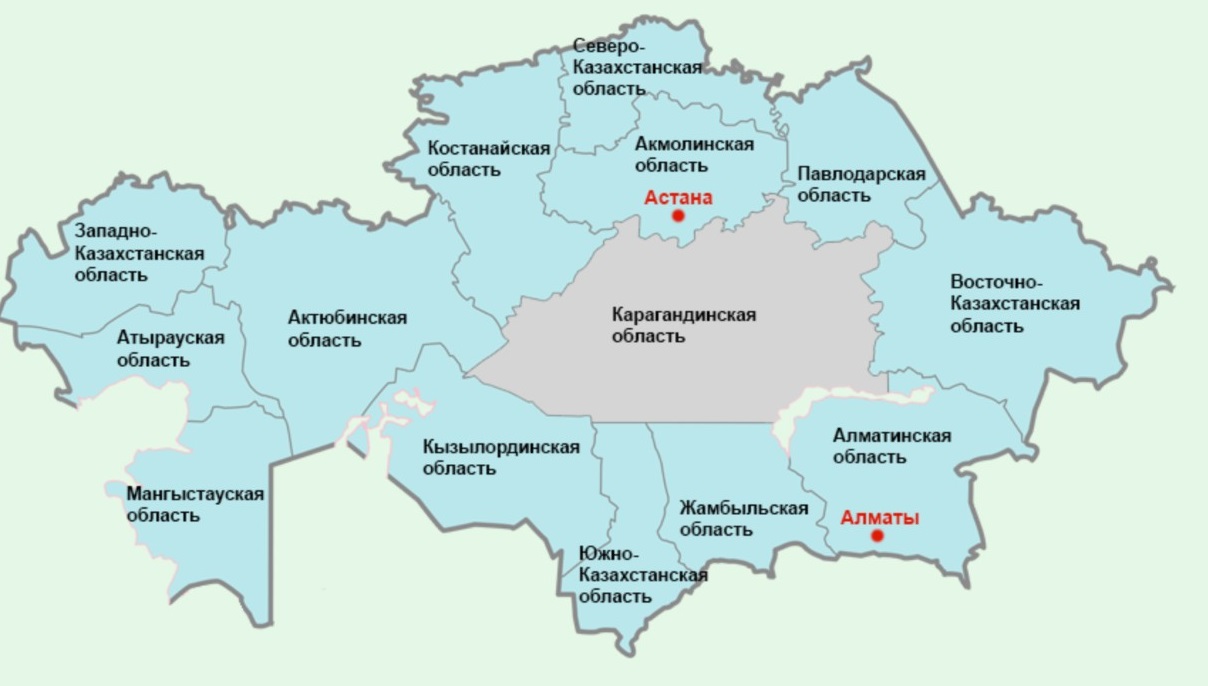 Северо-
Казахстанская
область
Костанайская
область
Акмолинская
область
Астана
Павлодарская
область
Западно-
Казахстанская
область
Восточно-
Казахстанская
область
Атырауская
область
Актюбинская
область
Карагандинская
область
Кызылординская
область
Алматинская
область
Мангыстауская
область
Жамбыльская
область
Алматы
Южно-
Казахстанская
область